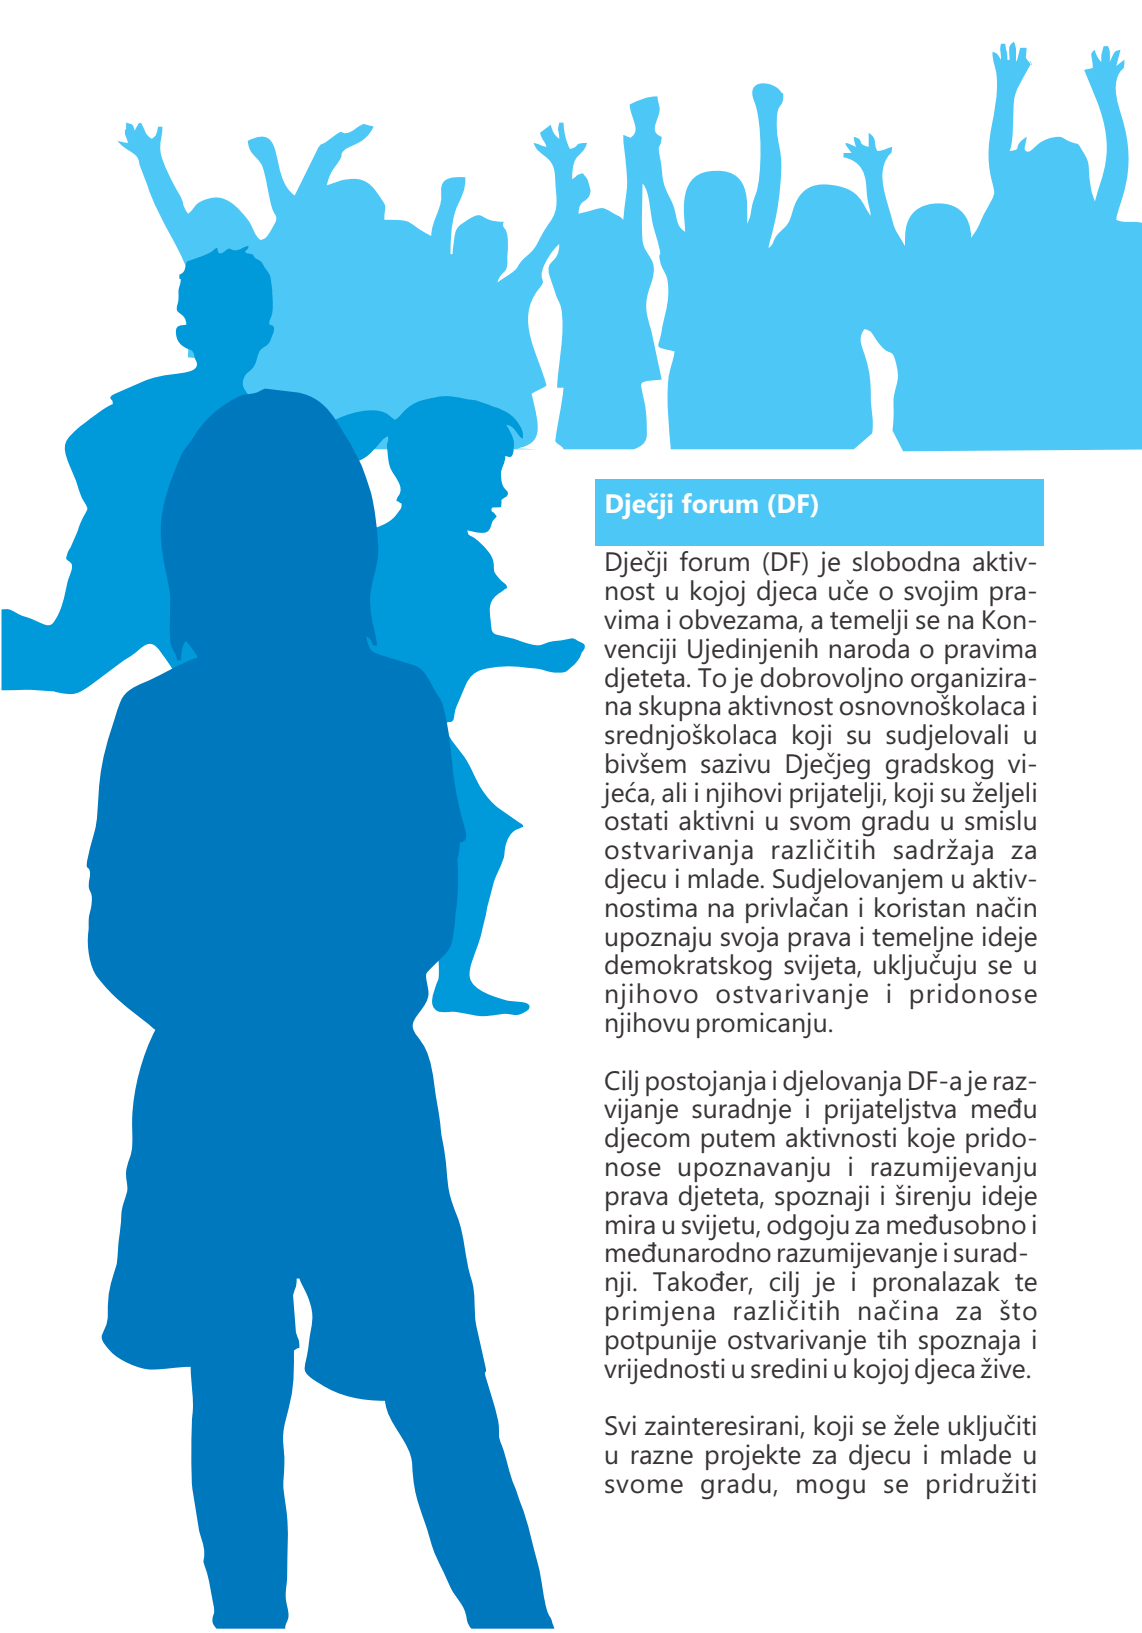 Dječji forum (DF)
Dječji forum (DF) je slobodna aktiv-
nost u kojoj djeca uče o svojim pra-
vima i obvezama, a temelji se na Kon-
venciji Ujedinjenih naroda o pravima
djeteta. To je dobrovoljno organizira-
na skupna aktivnost osnovnoškolaca i
srednjoškolaca koji su sudjelovali u
bivšem sazivu Dječjeg gradskog vi-
jeća, ali i njihovi prijatelji, koji su željeli
ostati aktivni u svom gradu u smislu
ostvarivanja različitih sadržaja za
djecu i mlade. Sudjelovanjem u aktiv-
nostima na privlačan i koristan način
upoznaju svoja prava i temeljne ideje
demokratskog svijeta, uključuju se u
njihovo ostvarivanje i pridonose
njihovu promicanju.
Cilj postojanja i djelovanja DF-a je raz-
vijanje suradnje i prijateljstva među
djecom putem aktivnosti koje prido-
nose upoznavanju i razumijevanju
prava djeteta, spoznaji i širenju ideje
mira u svijetu, odgoju za međusobno i
međunarodno razumijevanje i surad-
nji. Također, cilj je i pronalazak te
primjena različitih načina za što
potpunije ostvarivanje tih spoznaja i
vrijednosti u sredini u kojoj djeca žive.
Svi zainteresirani, koji se žele uključiti
u razne projekte za djecu i mlade u
svome gradu, mogu se pridružiti